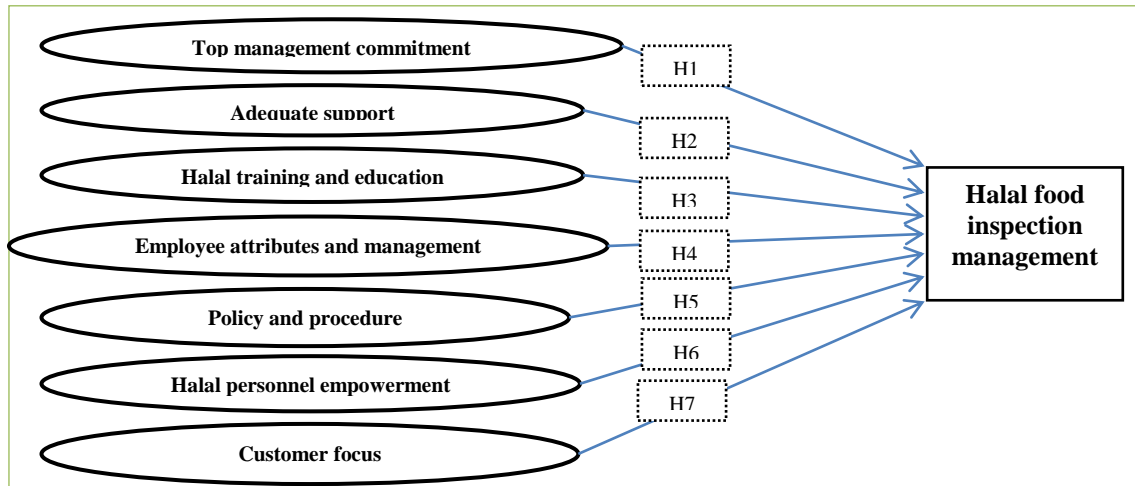 Top management commitment
H1
Adequate support
H2
Halal training and education
H3
Employee attributes and management
H4
Policy and procedure
H5
Halal personnel empowerment
H6
Customer focus
H7
Halal food
inspection
management